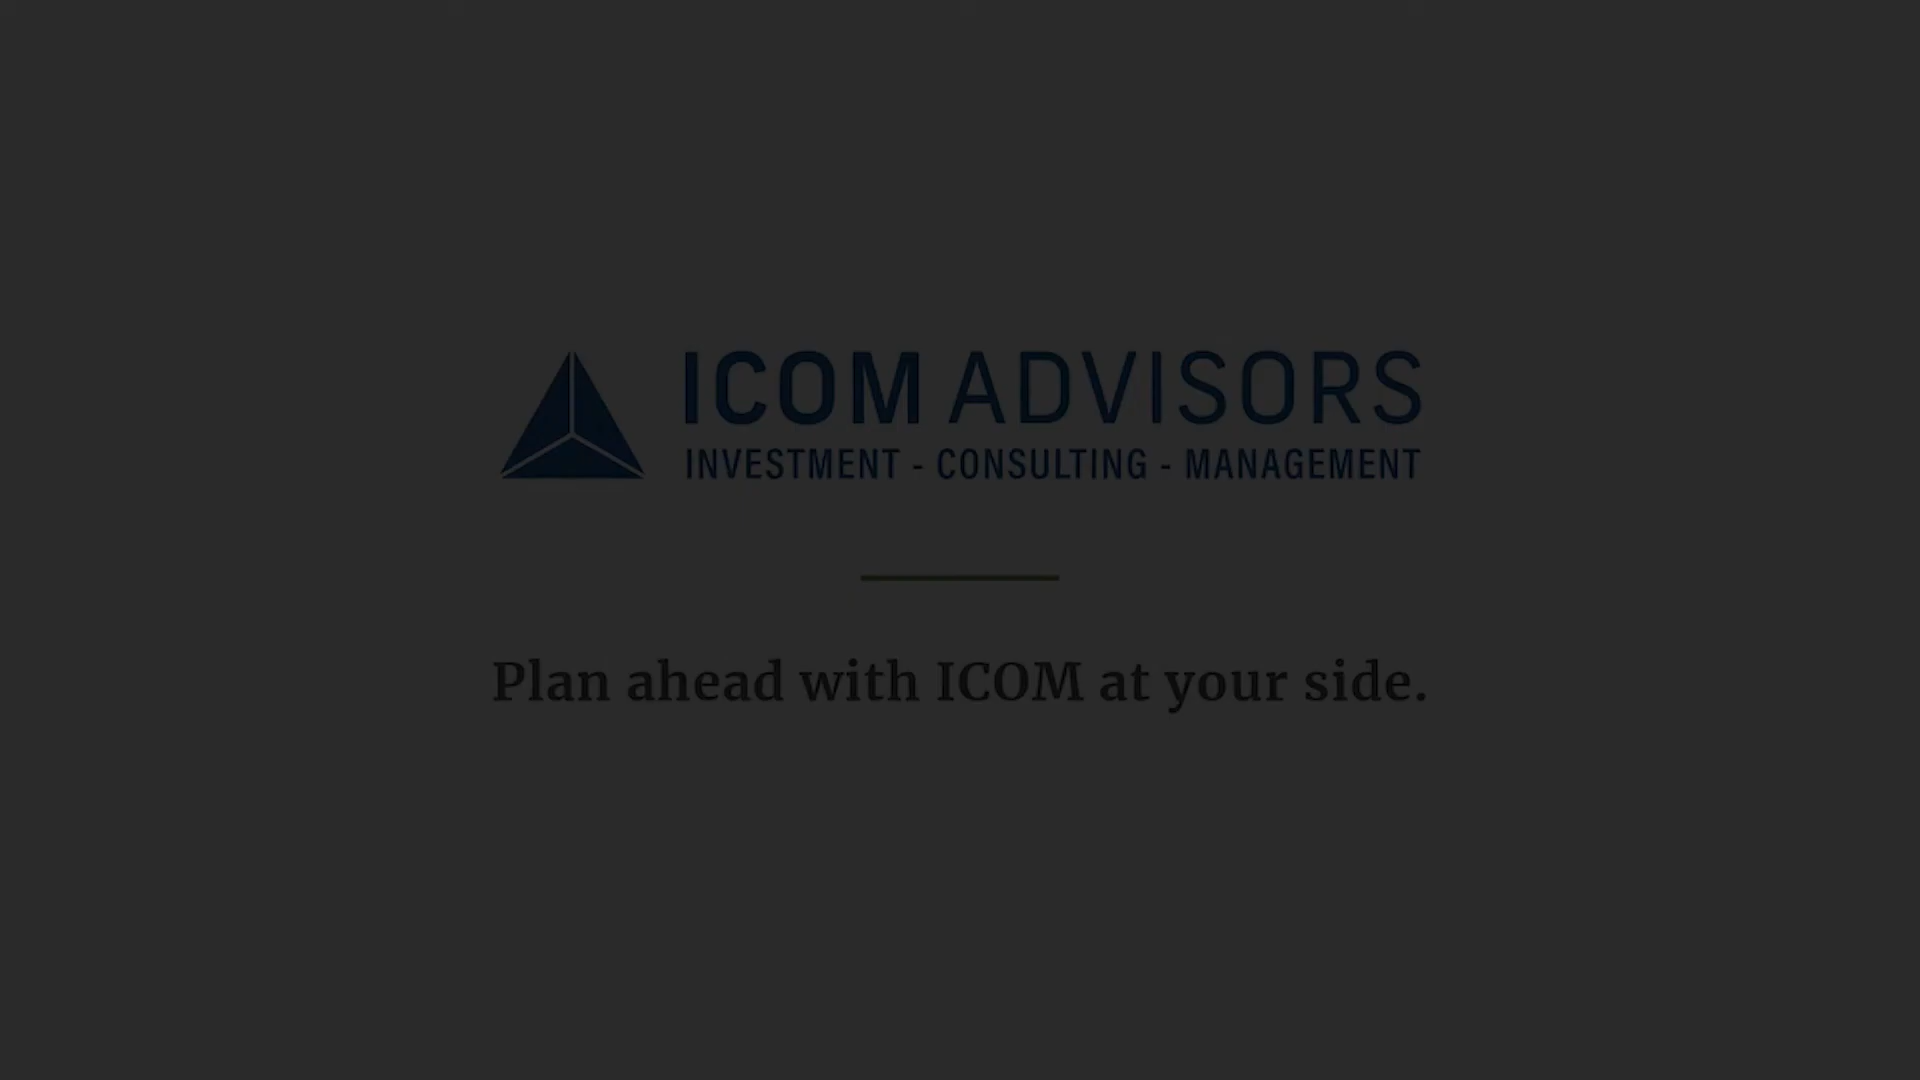 ICOM ADVISORS
INVESTMENT - CONSULTING - MANAGEMENT
Plan ahead with ICOM at your side.